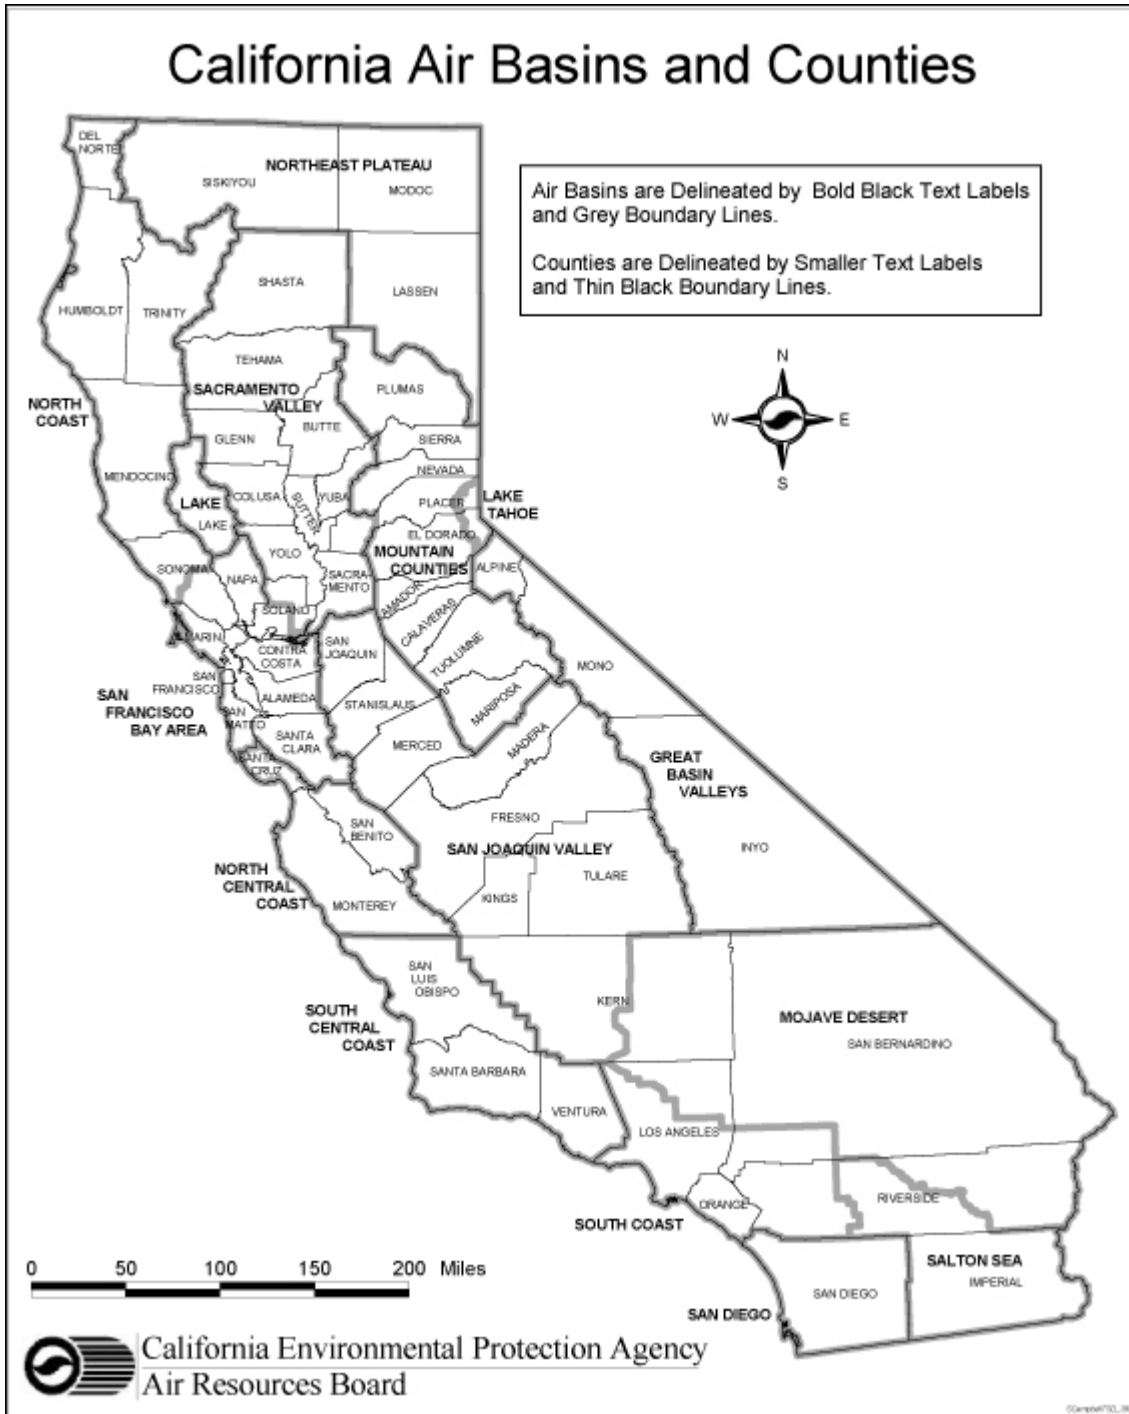 California Air Basins and Counties
DEL
NORTE
NORTHEAST PLATEAU
SISKIYOU
MODOC
Air Basins are Delineated by Bold Black Text Labels
and Grey Boundary Lines.
Counties are Delineated by Smaller Text Labels
and Thin Black Boundary Lines.
SHASTA
LASSEN
HUMBOLDT
TRINITY
N
W
E
S
TEHAMA
SACRAMENTO
VALLEY
PLUMAS
NORTH
COAST
BUTTE
GLENN
SIERRA
MENDOCINO
NEVADA
LAKE
COLUSA
SUTTER
YUBA
PLACER
LAKE
TAHOE
LAKE
EL DORADO
YOLO
MOUNTAIN
COUNTIES
SONOMA
NAPA
SACRA-
MENTO
ALPINE
SOLANO
AMADOR
CALAVERAS
MARIN
CONTRA
COSTA
SAN
JOAQUIN
TUOLUMNE
MONO
SAN
FRANCISCO
ALAMEDA
STANISLAUS
MARIPOSA
SAN
FRANCISCO
BAY AREA
SAN
MATEO
SANTA
CLARA
MERCED
MADERA
SANTA
CRUZ
GREAT
BASIN
VALLEYS
FRESNO
SAN
BENITO
SAN JOAQUIN VALLEY
INYO
NORTH
CENTRAL
COAST
TULARE
KINGS
MONTEREY
SAN
LUIS
OBISPO
KERN
SOUTH
CENTRAL
COAST
MOJAVE DESERT
SAN BERNARDINO
SANTA BARBARA
VENTURA
LOS ANGELES
RIVERSIDE
ORANGE
SOUTH COAST
SALTON SEA
IMPERIAL
SAN DIEGO
SAN DIEGO
0 50 100 150 200 Miles
California Environmental Protection Agency
Air Resources Board